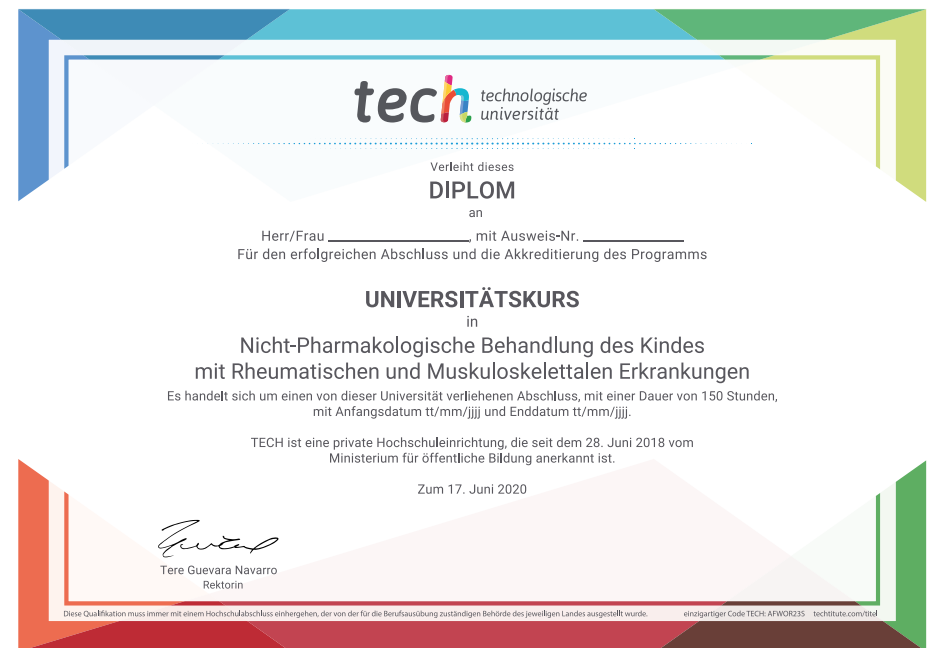 tech technologische
universität
Verleiht dieses
DIPLOM
an
Herr/Frau ____________________, mit Ausweis-Nr. ______________
Für den erfolgreichen Abschluss und die Akkreditierung des Programms
UNIVERSITÄTSKURS
in
Nicht-Pharmakologische Behandlung des Kindes
mit Rheumatischen und Muskuloskelettalen Erkrankungen
Es handelt sich um einen von dieser Universität verliehenen Abschluss, mit einer Dauer von 150 Stunden,
mit Anfangsdatum tt/mm/jjjj und Enddatum tt/mm/jjjj.
TECH ist eine private Hochschuleinrichtung, die seit dem 28. Juni 2018 vom
Ministerium für öffentliche Bildung anerkannt ist.
Zum 17. Juni 2020
Tere Guevara Navarro
Rektorin
Diese Qualifikation muss immer mit einem Hochschulabschluss einhergehen, der von der für die Berufsausübung zuständigen Behörde des jeweiligen Landes ausgestellt wurde. einzigartiger Code TECH: AFWOR23S techtitute.com/titel